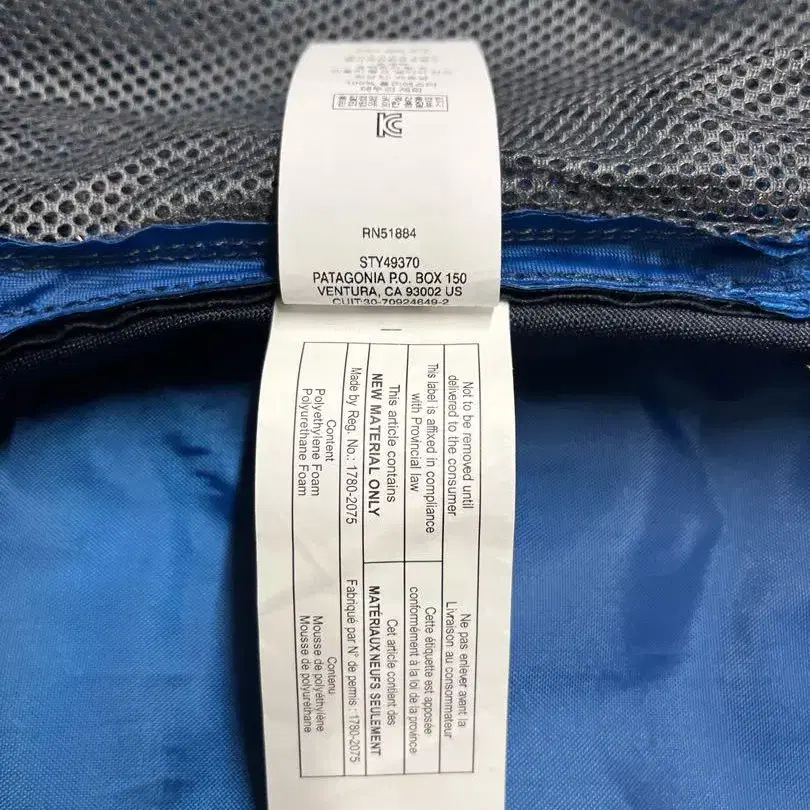 RN51884
STY49370
PATAGONIA P.O. BOX 150
VENTURA, CA 93002 US
CUIT:30-70924649-2
Not to be removed until
delivered to the consumer
Ne pas enlever avant la
Livraison au consommateur
This label is affixed in compliance
with Provincial law
Cette étiquette est apposée
conformément à la loi de la province
This article contains
NEW MATERIAL ONLY
Cet article contient des
MATÉRIAUX NEUFS SEULEMENT
Made by Reg. No.: 1780-2075
Fabriqué par N° de permis : 1780-2075
Content
Polyethylene Foam
Polyurethane Foam
Contenu
Mousse de polyéthylène
Mousse de polyuréthane